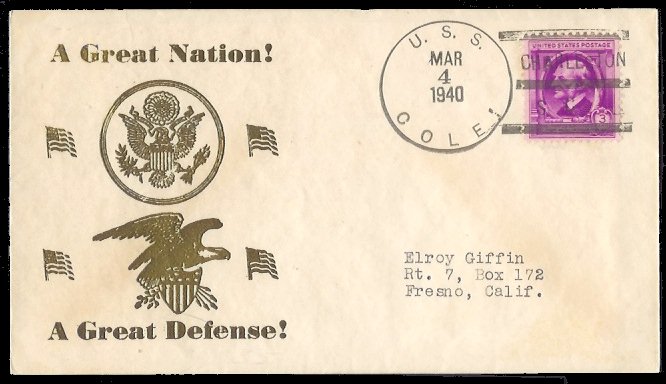 A Great Nation!
A Great Defense!
U. S. S.
MAR
4
1940
COLE
UNITED STATES POSTAGE
CHARLESTON
S.
3
Elroy Giffin
Rt. 7, Box 172
Fresno, Calif.